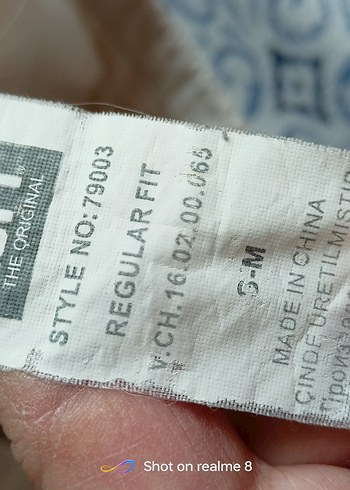 THE ORIGINAL
STYLE NO: 79003
REGULAR FIT
V.CH.16.02.00.065
MADE IN CHINA
ÇİNDE ÜRETİLMİŞTİR
Shot on realme 8